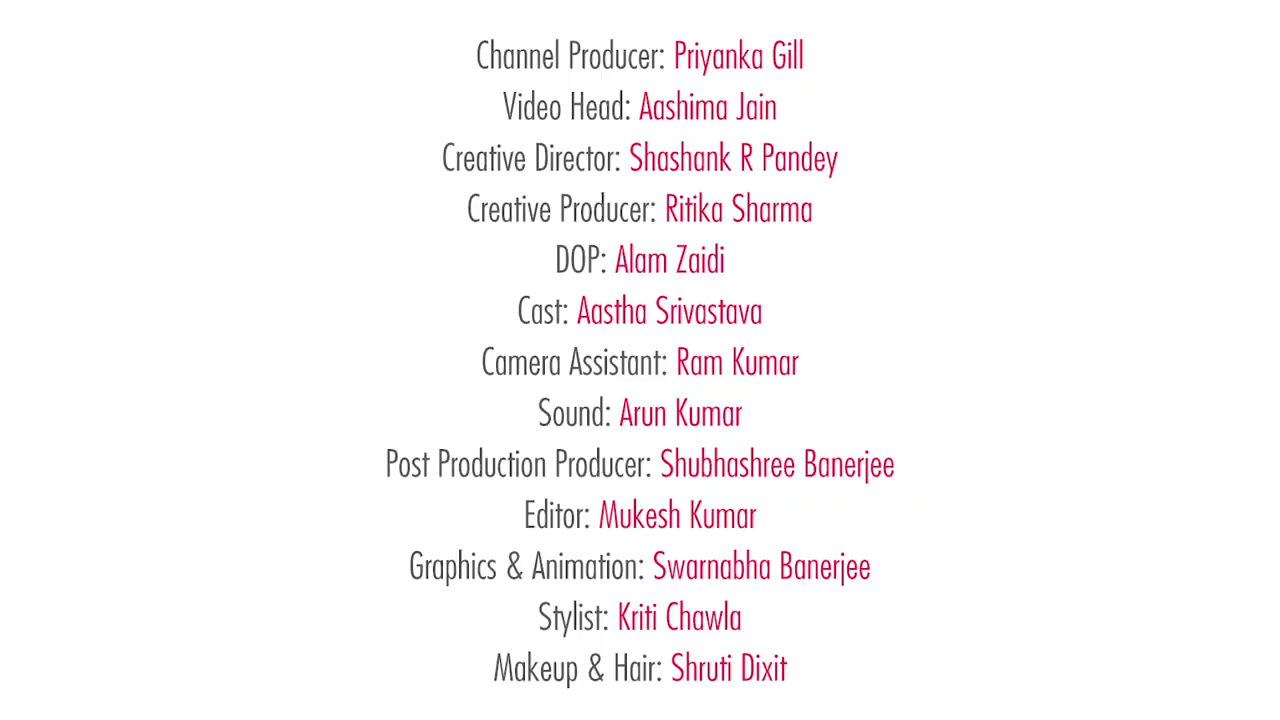 Channel Producer: Priyanka Gill
Video Head: Aashima Jain
Creative Director: Shashank R Pandey
Creative Producer: Ritika Sharma
DOP: Alam Zaidi
Cast: Aastha Srivastava
Camera Assistant: Ram Kumar
Sound: Arun Kumar
Post Production Producer: Shubhashree Banerjee
Editor: Mukesh Kumar
Graphics & Animation: Swarnabha Banerjee
Stylist: Kriti Chawla
Makeup & Hair: Shruti Dixit